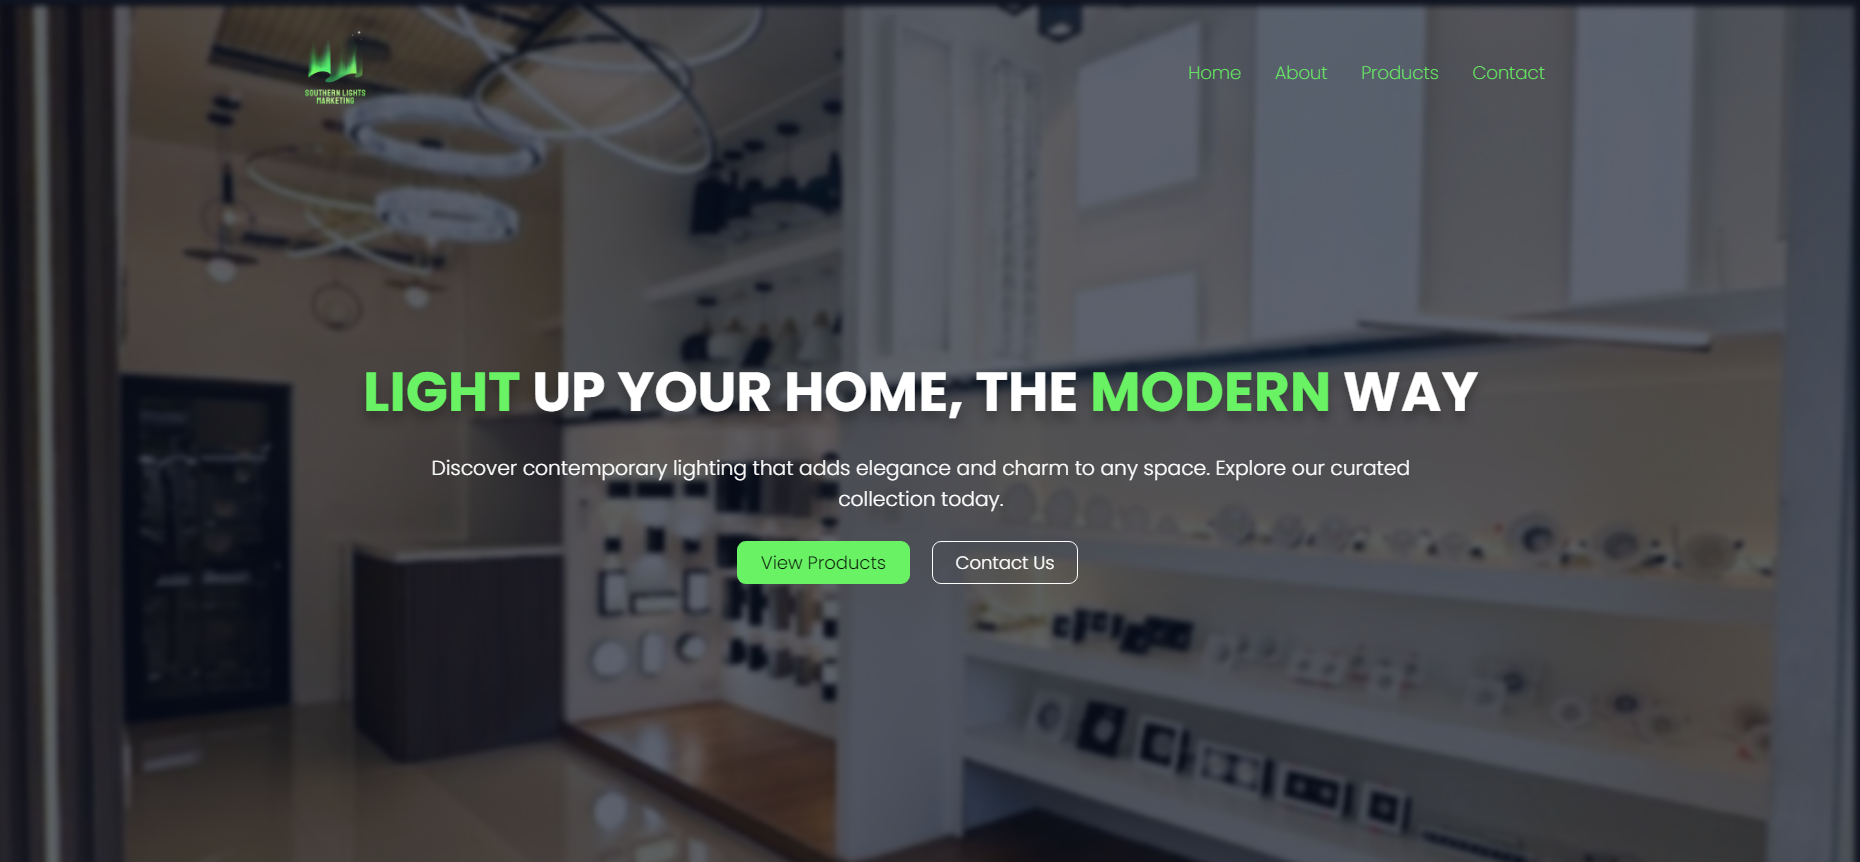 SOUTHERN LIGHTS
MARKETING
Home About Products Contact
LIGHT UP YOUR HOME, THE MODERN WAY
Discover contemporary lighting that adds elegance and charm to any space. Explore our curated
collection today.
View Products Contact Us